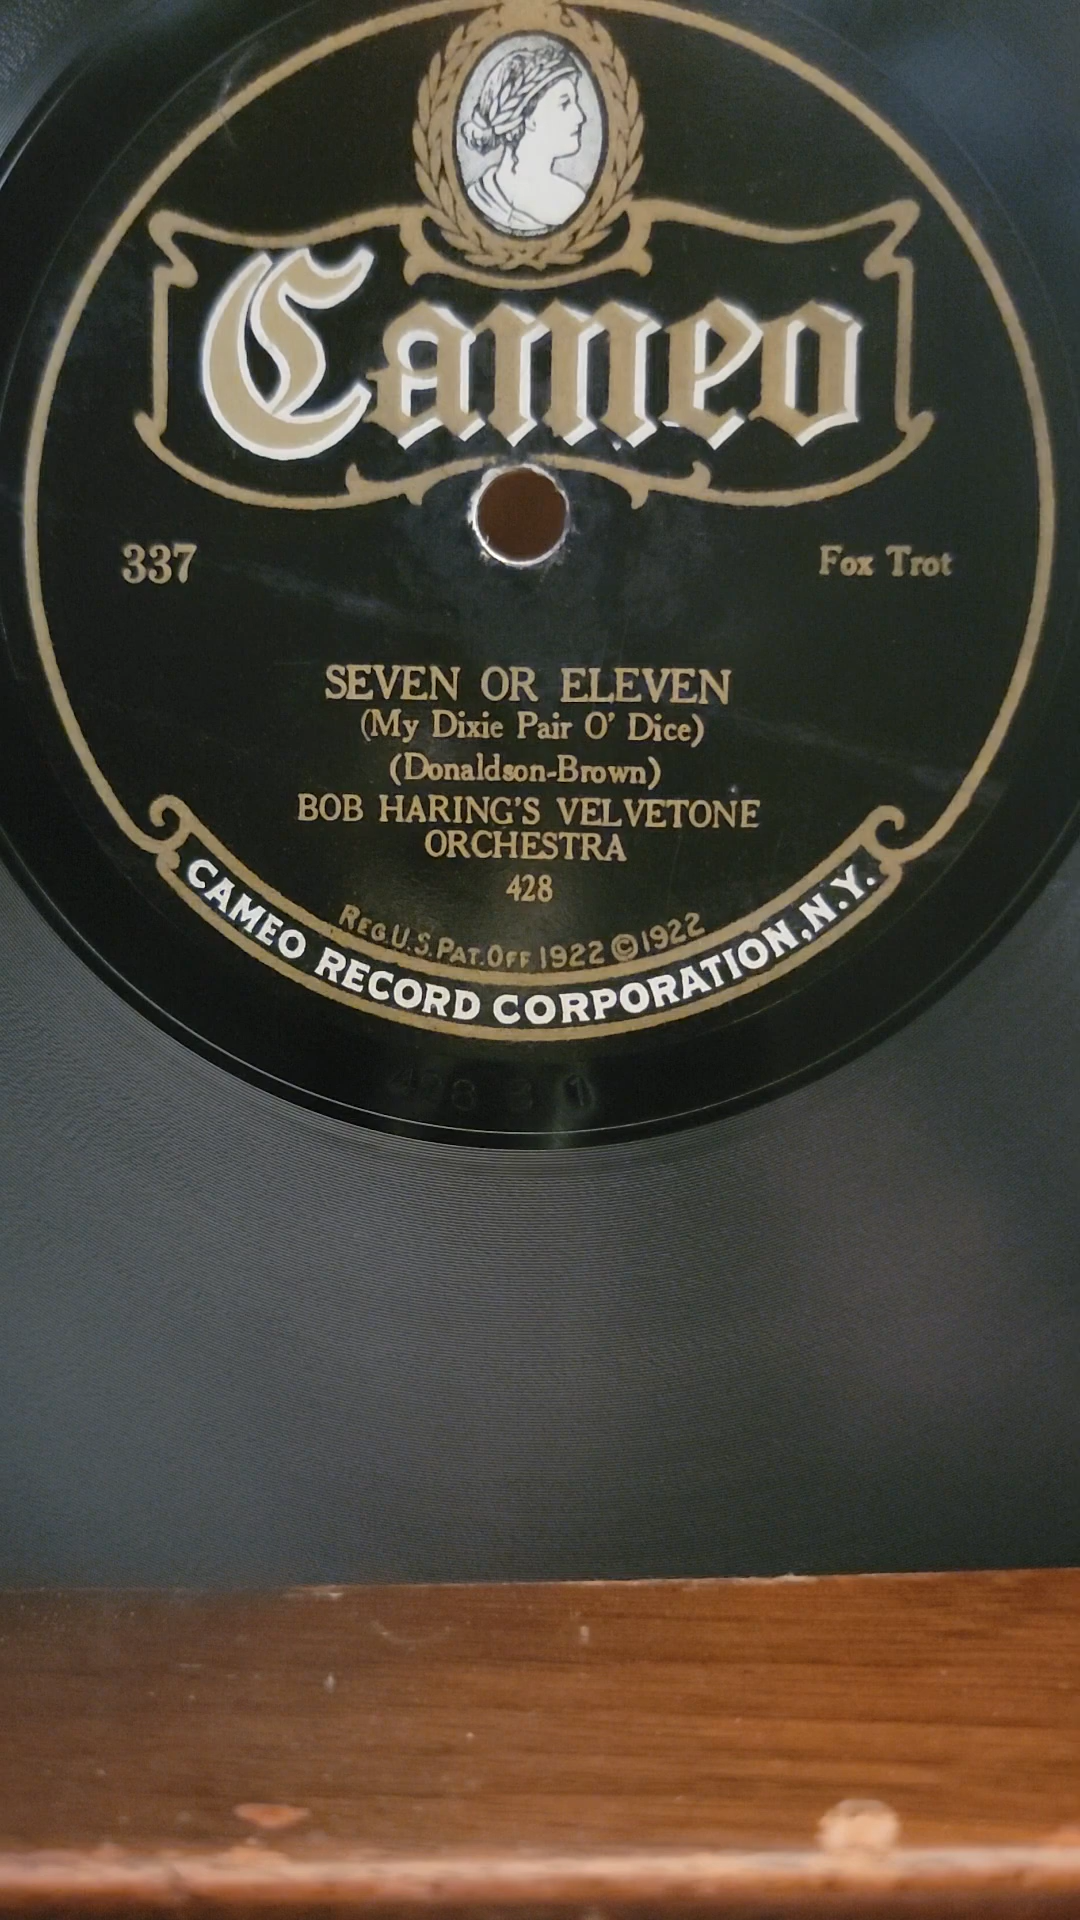 Cameo
337
Fox Trot
SEVEN OR ELEVEN
(My Dixie Pair O' Dice)
(Donaldson-Brown)
BOB HARING'S VELVETONE
ORCHESTRA
428
REG.U.S.PAT.OFF 1922 © 1922
CAMEO RECORD CORPORATION, N.Y.